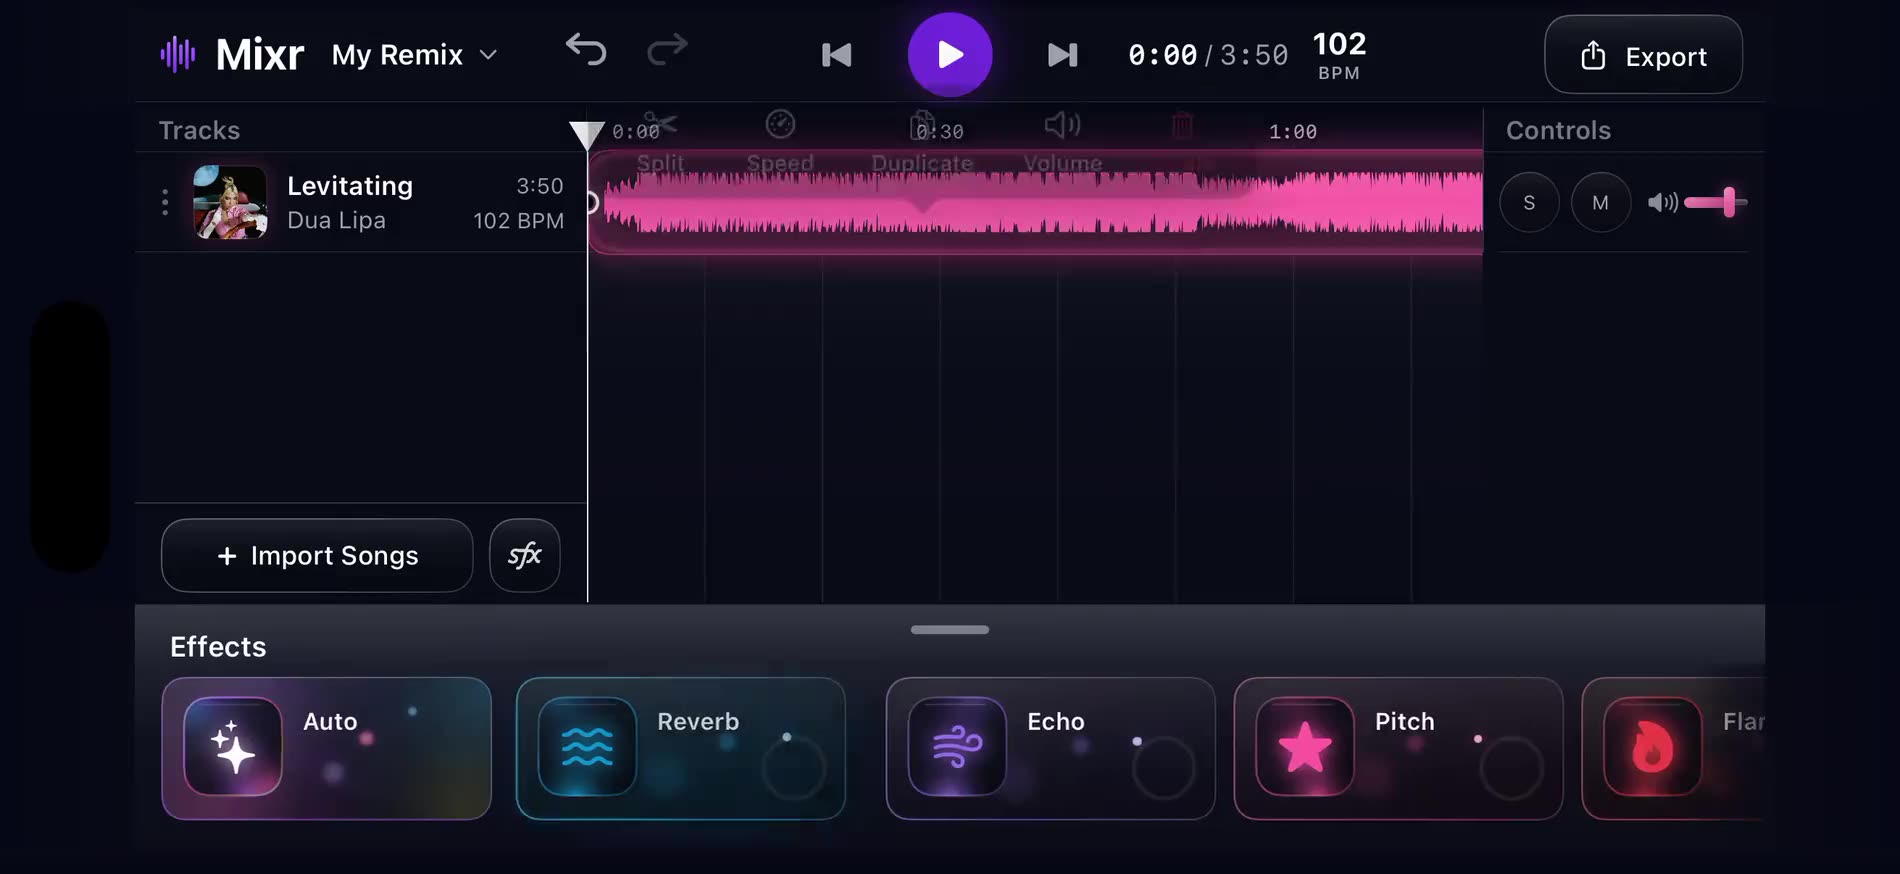 Mixr My Remix
0:00 / 3:50
102
BPM
Export
Tracks
0:00
0:30
1:00
Controls
Split
Speed
Duplicate
Volume
Levitating
3:50
Dua Lipa
102 BPM
S
M
+ Import Songs
sfx
Effects
Auto
Reverb
Echo
Pitch
Flan